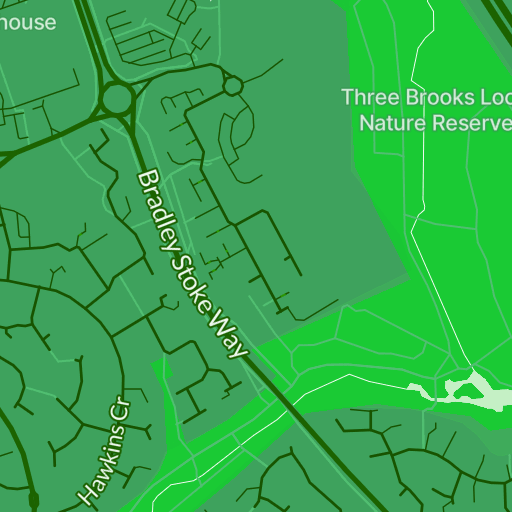 house
Three Brooks Loc
Nature Reserve
Bradley Stoke Way
Hawkins Cr